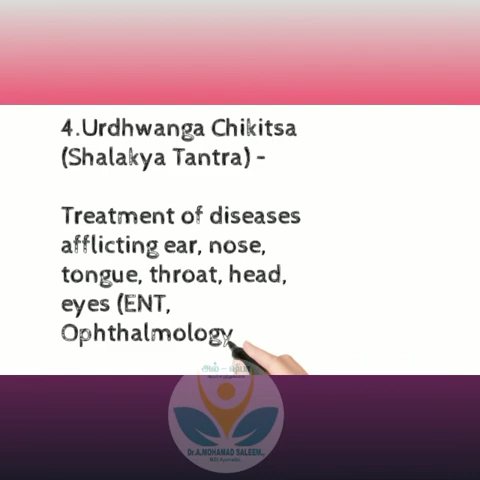 4.Urdhwanga Chikitsa
(Shalakya Tantra) -
Treatment of diseases
afflicting ear, nose,
tongue, throat, head,
eyes (ENT,
Ophthalmology
Dr.A.MOHAMAD SALEEM.,